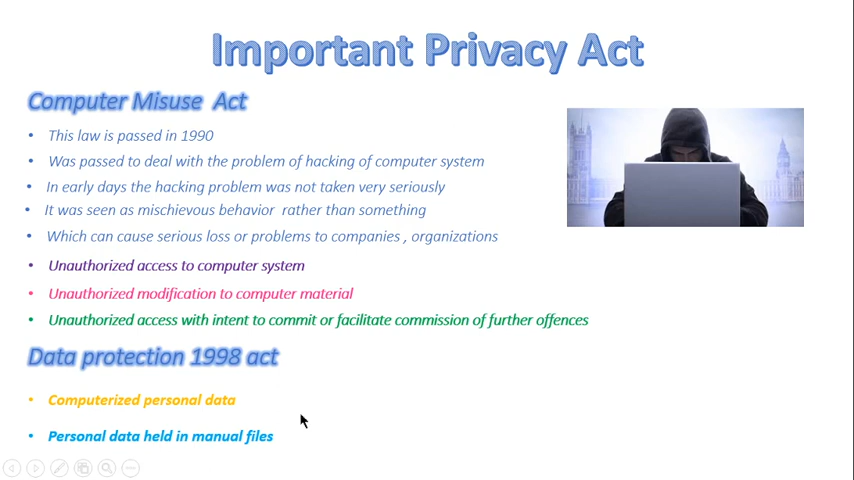 Important Privacy Act
Computer Misuse Act
• This law is passed in 1990
• Was passed to deal with the problem of hacking of computer system
• In early days the hacking problem was not taken very seriously
• It was seen as mischievous behavior rather than something
• Which can cause serious loss or problems to companies , organizations
• Unauthorized access to computer system
• Unauthorized modification to computer material
• Unauthorized access with intent to commit or facilitate commission of further offences
Data protection 1998 act
• Computerized personal data
• Personal data held in manual files